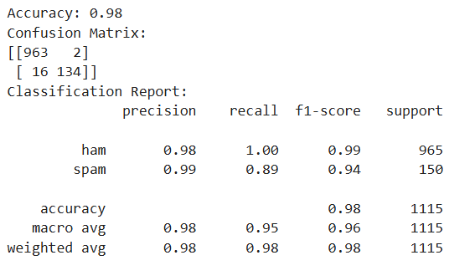 Accuracy: 0.98
Confusion Matrix:
[[963   2]
 [ 16 134]]
Classification Report:
              precision    recall  f1-score   support

         ham       0.98      1.00      0.99       965
        spam       0.99      0.89      0.94       150

    accuracy                           0.98      1115
   macro avg       0.98      0.95      0.96      1115
weighted avg       0.98      0.98      0.98      1115